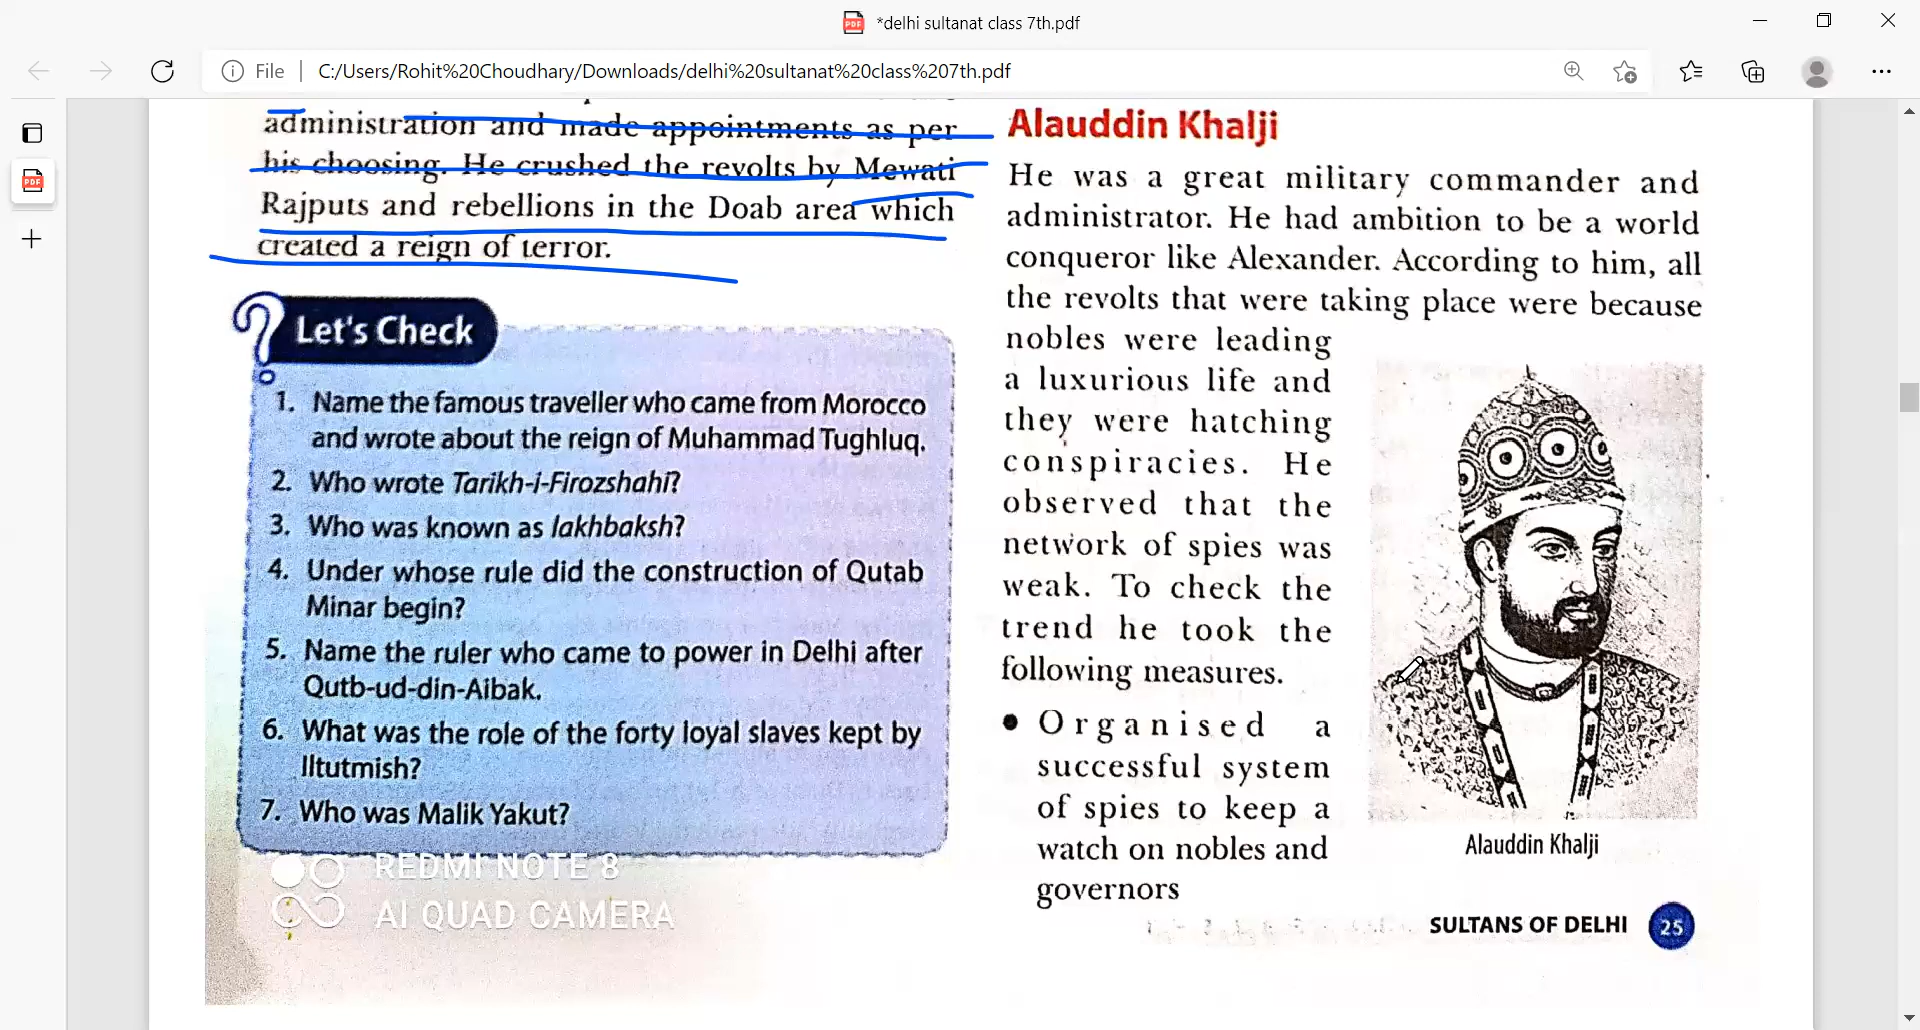 *delhi sultanat class 7th.pdf
File
C:/Users/Rohit%20Choudhary/Downloads/delhi%20sultanat%20class%207th.pdf
administration and made appointments as per
his choosing. He crushed the revolts by Mewati
Rajputs and rebellions in the Doab area which
created a reign of terror.
Let's Check
1. Name the famous traveller who came from Morocco
and wrote about the reign of Muhammad Tughluq.
2. Who wrote Tarikh-i-Firozshahi?
3. Who was known as lakhbaksh?
4. Under whose rule did the construction of Qutab
Minar begin?
5. Name the ruler who came to power in Delhi after
Qutb-ud-din-Aibak.
6. What was the role of the forty loyal slaves kept by
Iltutmish?
7. Who was Malik Yakut?
REDMI NOTE 8
AI QUAD CAMERA
Alauddin Khalji
He was a great military commander and
administrator. He had ambition to be a world
conqueror like Alexander. According to him, all
the revolts that were taking place were because
nobles were leading
a luxurious life and
they were hatching
conspiracies. He
observed that the
network of spies was
weak. To check the
trend he took the
following measures.
• Organised a
successful system
of spies to keep a
watch on nobles and
governors
Alauddin Khalji
SULTANS OF DELHI 25